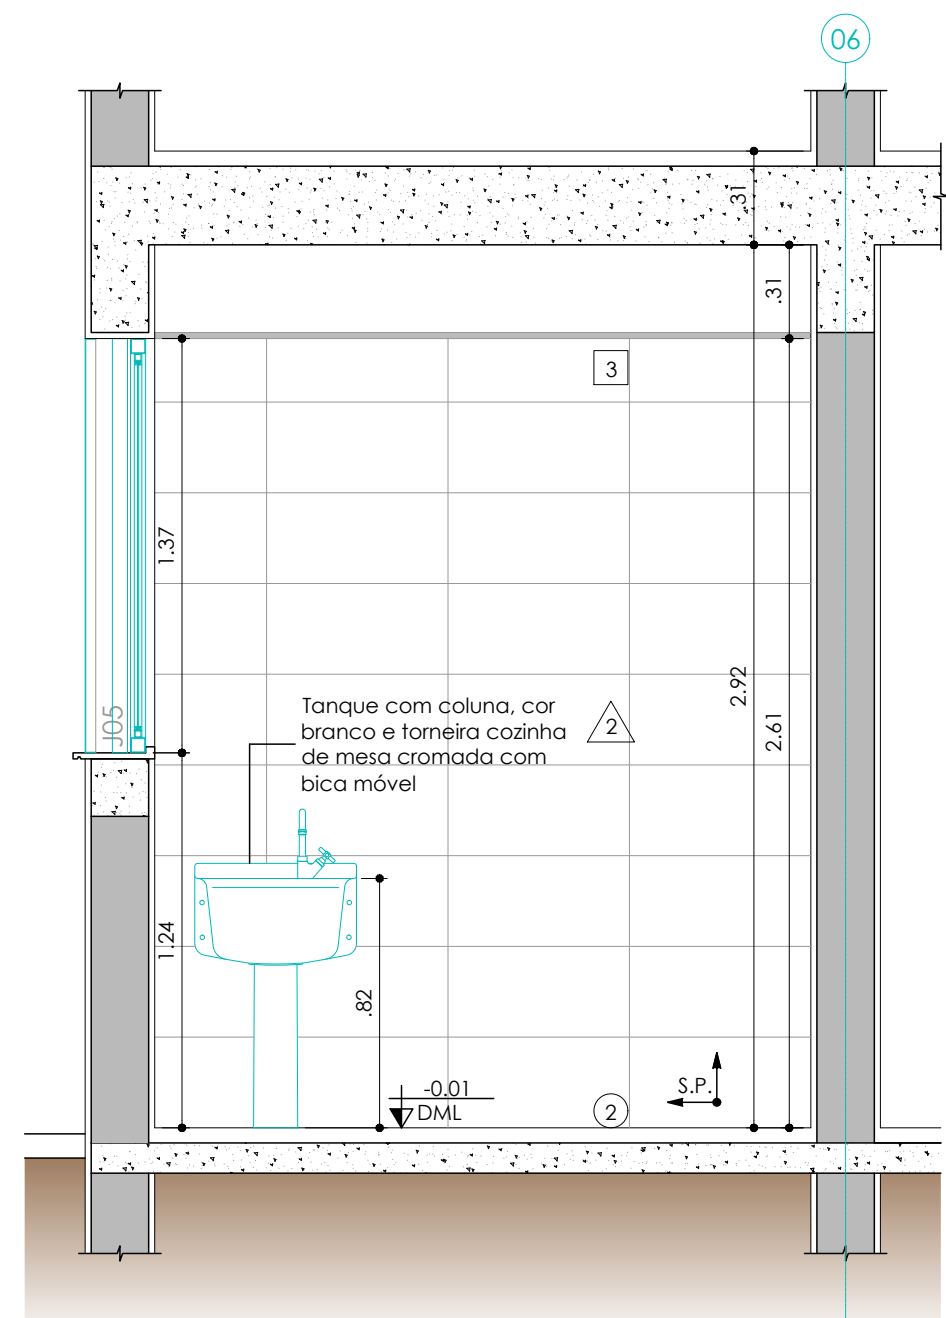 06
.31
.31
3
1.37
2.92
2.61
J05
Tanque com coluna, cor
branco e torneira cozinha
de mesa cromada com
bica móvel
2
1.24
.82
-0.01
DML
2
S.P.